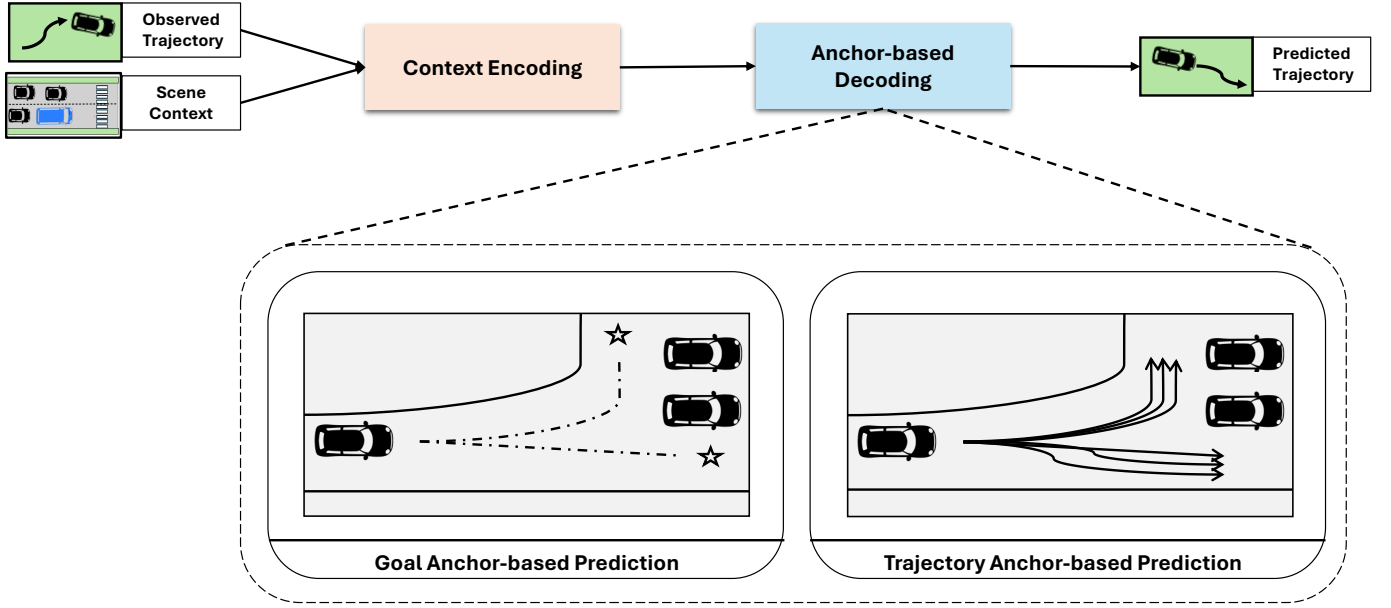 Observed
Trajectory
Scene
Context
Context Encoding
Anchor-based
Decoding
Predicted
Trajectory
Goal Anchor-based Prediction
Trajectory Anchor-based Prediction